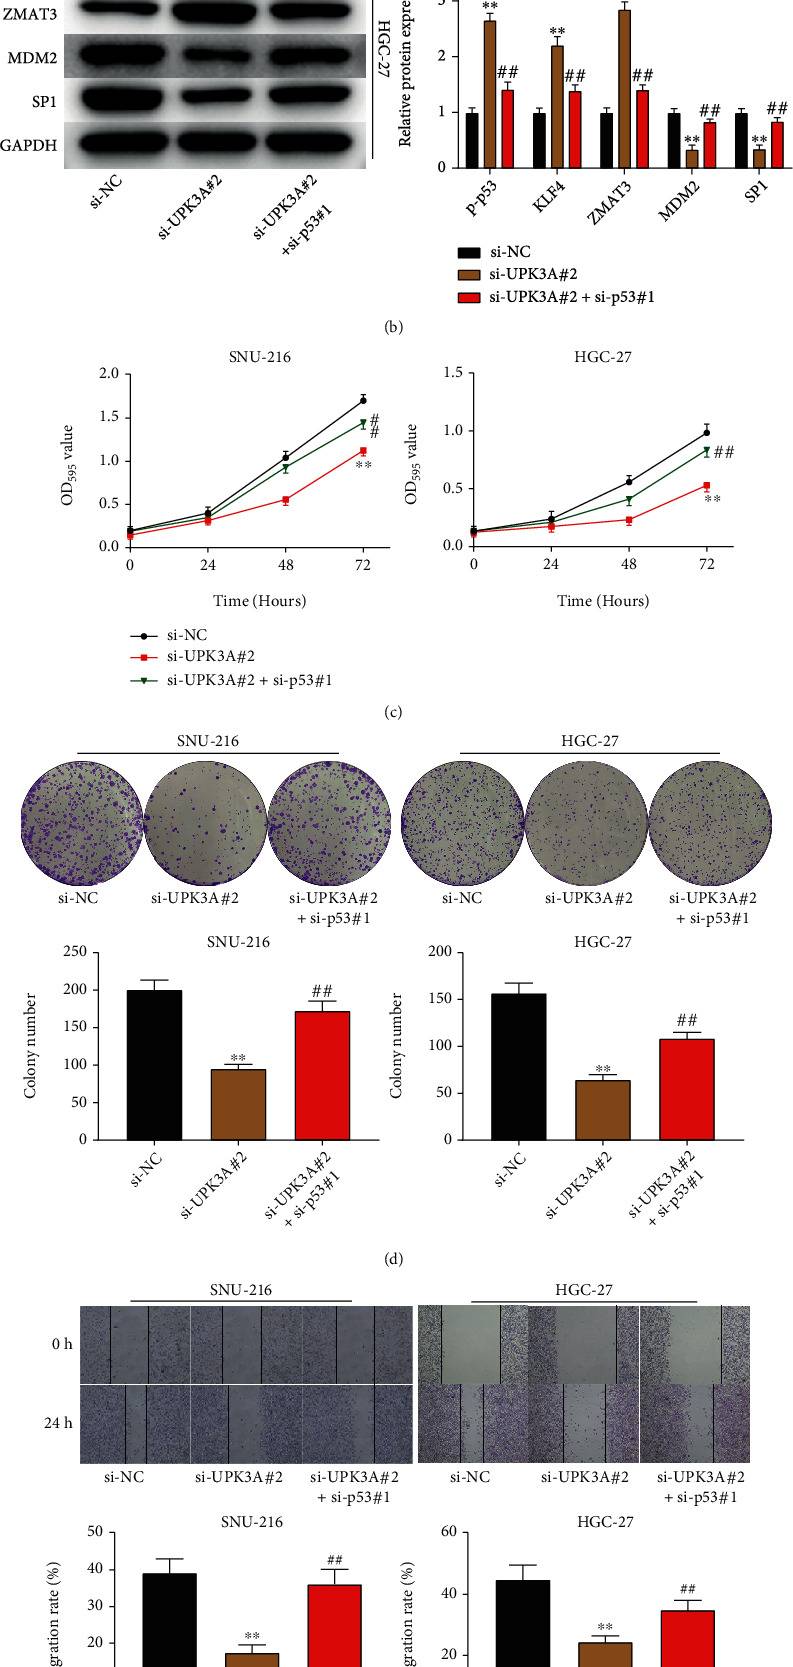 ZMAT3
MDM2
SP1
GAPDH
HGC-27
si-NC
si-UPK3A#2
si-UPK3A#2
+si-p53#1
Relative protein expre
3
2
1
0
**
##
**
##
##
**
##
**
##
p-p53
KLF4
ZMAT3
MDM2
SP1
si-NC
si-UPK3A#2
si-UPK3A#2 + si-p53#1
(b)
SNU-216
OD595 value
2.0
1.5
1.0
0.5
0.0
#
#
**
0
24
48
72
Time (Hours)
HGC-27
OD595 value
1.5
1.0
0.5
0.0
##
**
0
24
48
72
Time (Hours)
si-NC
si-UPK3A#2
si-UPK3A#2 + si-p53#1
(c)
SNU-216
HGC-27
si-NC
si-UPK3A#2
si-UPK3A#2
+ si-p53#1
si-NC
si-UPK3A#2
si-UPK3A#2
+ si-p53#1
SNU-216
Colony number
250
200
150
100
50
0
**
##
si-NC
si-UPK3A#2
si-UPK3A#2
+ si-p53#1
HGC-27
Colony number
200
150
100
50
0
**
##
si-NC
si-UPK3A#2
si-UPK3A#2
+ si-p53#1
(d)
SNU-216
HGC-27
0 h
24 h
si-NC
si-UPK3A#2
si-UPK3A#2
+ si-p53#1
si-NC
si-UPK3A#2
si-UPK3A#2
+ si-p53#1
SNU-216
gration rate (%)
50
40
30
20
**
##
HGC-27
gration rate (%)
60
40
20
**
##